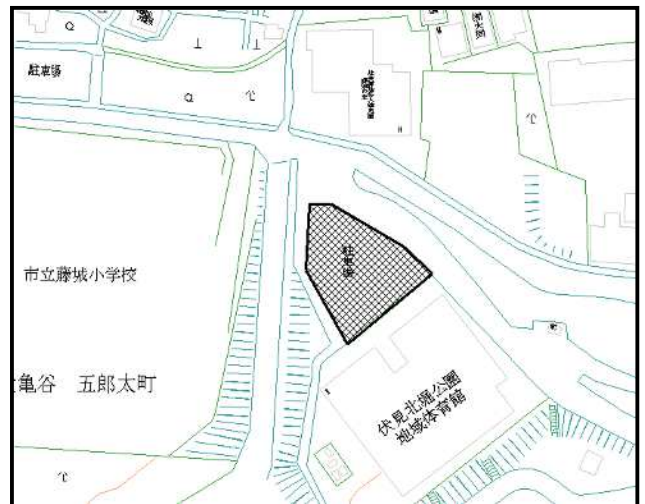 駐車場
駐車場
市立藤城小学校
亀谷 五郎太町
伏見北堀公園
地域体育館